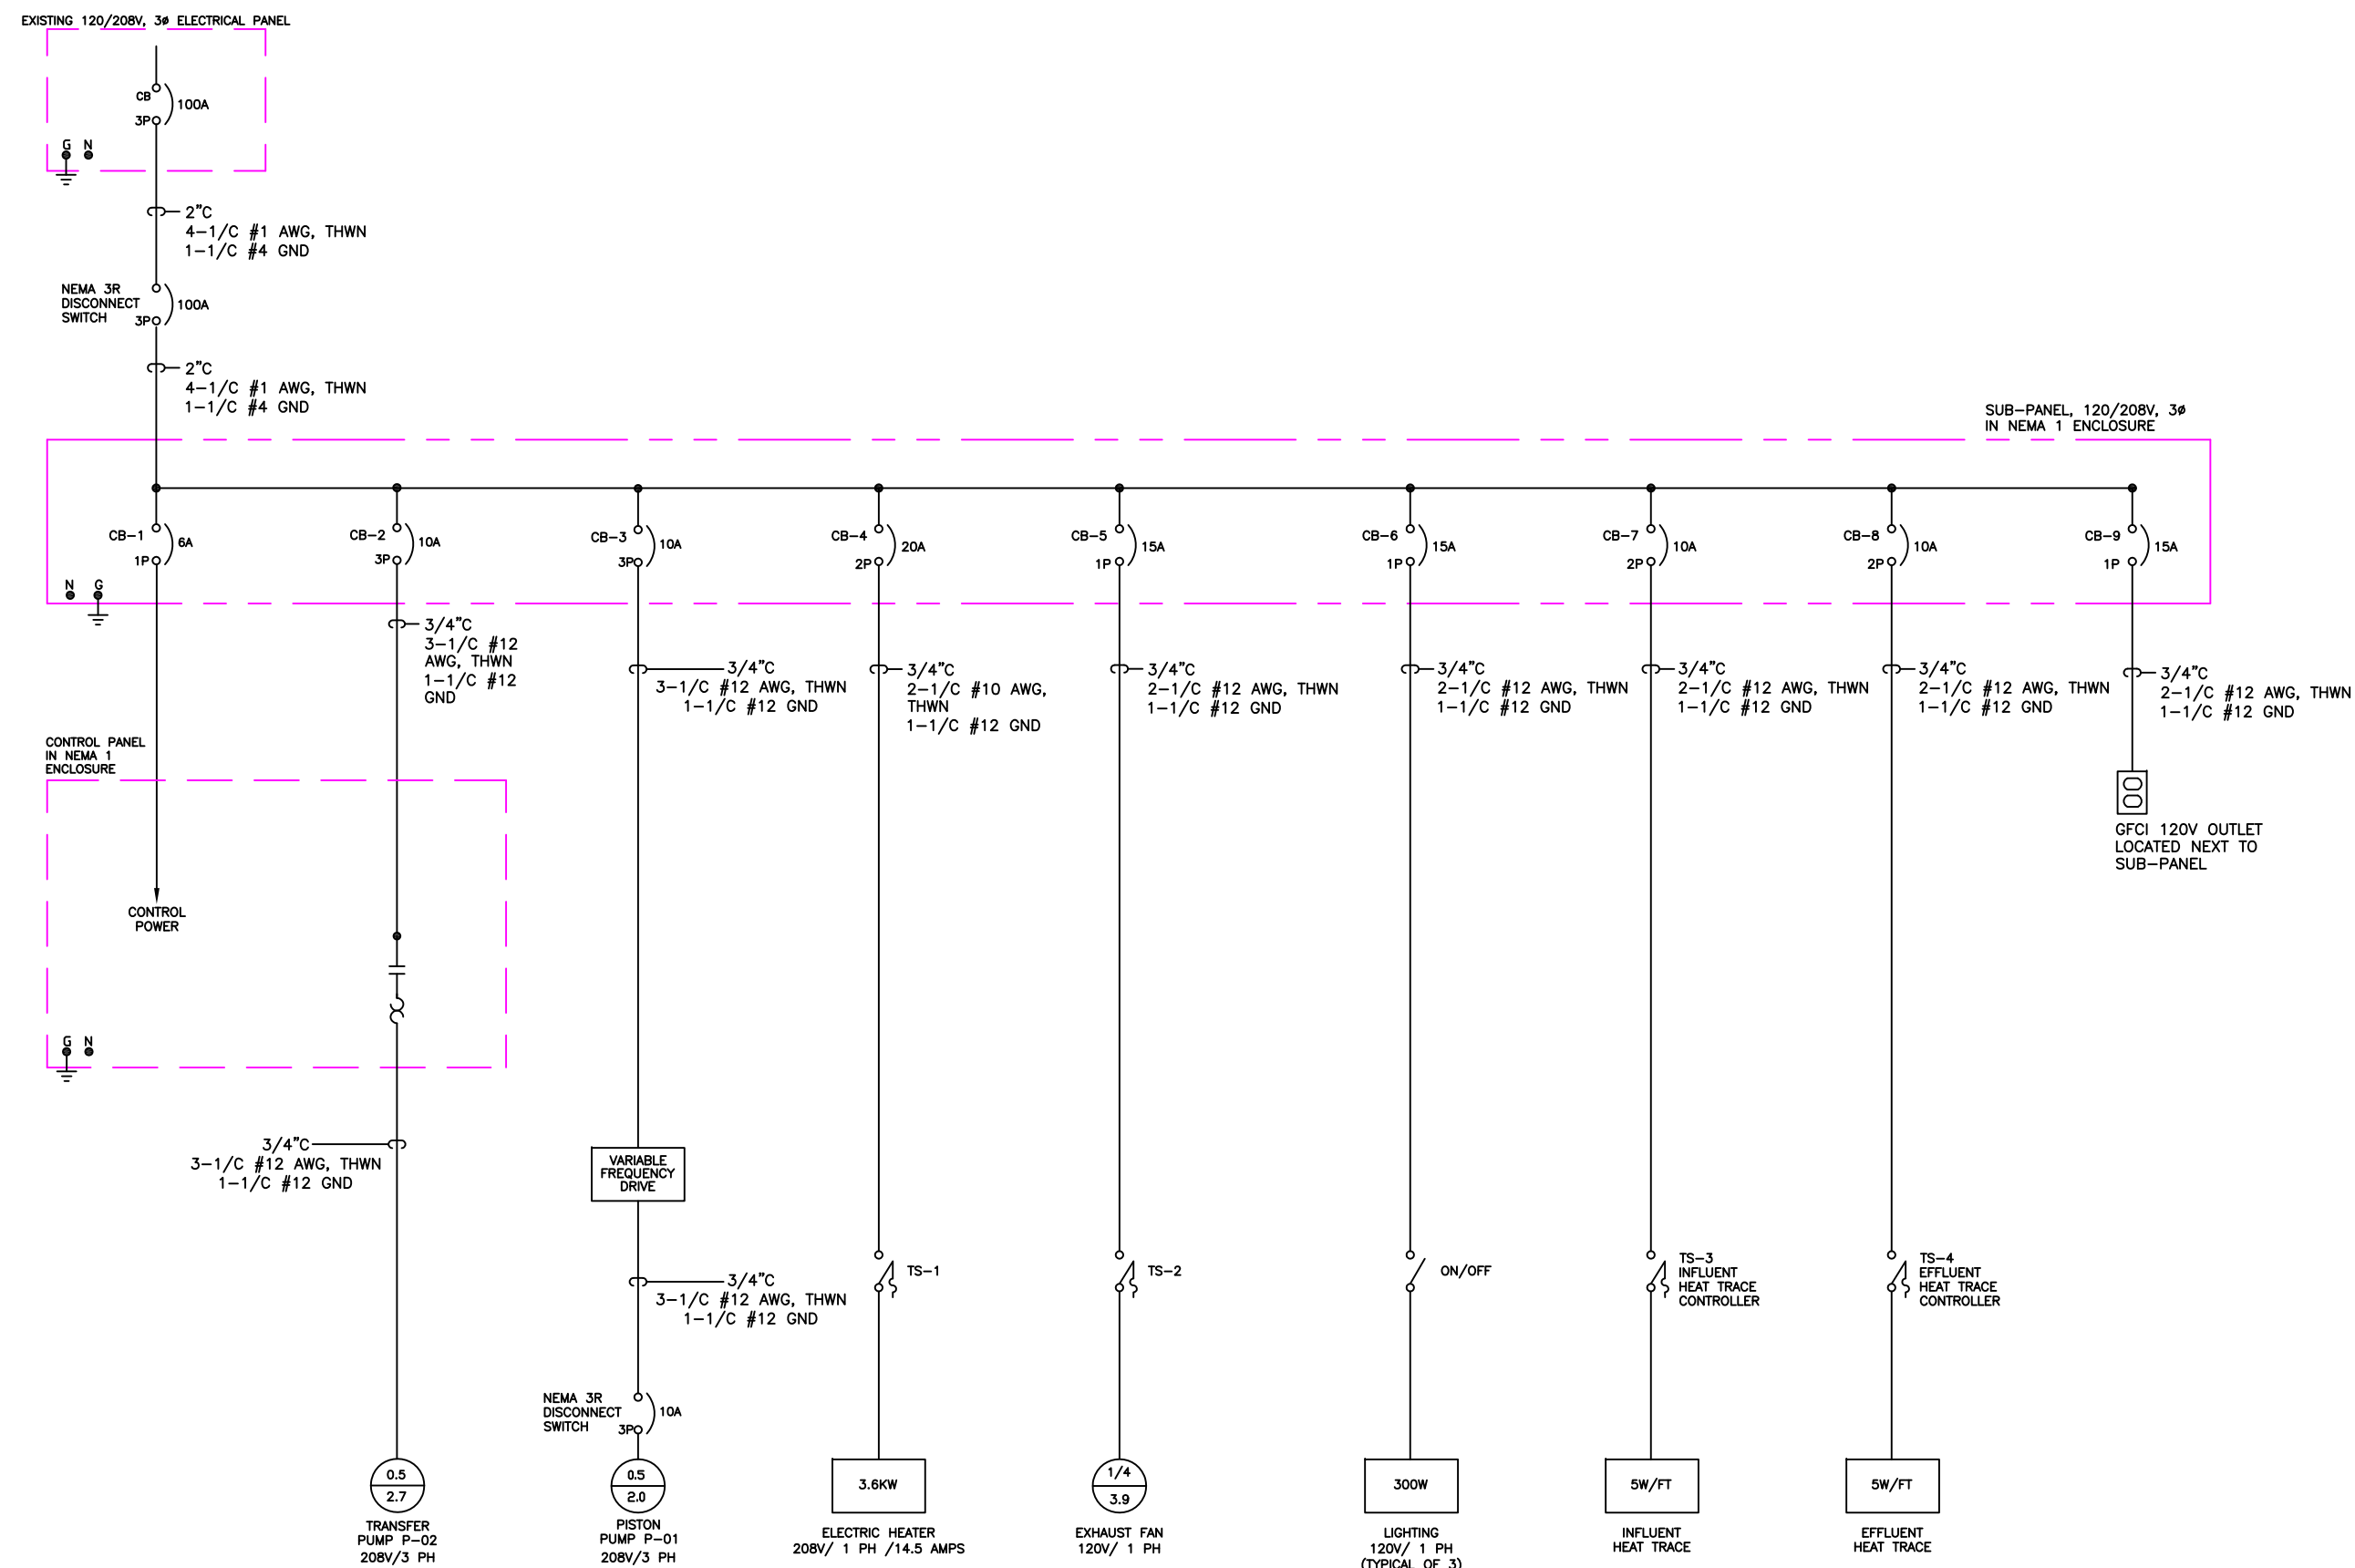 EXISTING 120/208V, 3ø ELECTRICAL PANEL
CB
100A
3P
G N
2"C
4-1/C #1 AWG, THWN
1-1/C #4 GND
NEMA 3R
DISCONNECT
SWITCH
100A
3P
2"C
4-1/C #1 AWG, THWN
1-1/C #4 GND
SUB-PANEL, 120/208V, 3ø
IN NEMA 1 ENCLOSURE
CB-1
6A
1P
CB-2
10A
3P
CB-3
10A
3P
CB-4
20A
2P
CB-5
15A
1P
CB-6
15A
1P
CB-7
10A
2P
CB-8
10A
2P
CB-9
15A
1P
N G
3/4"C
3-1/C #12
AWG, THWN
1-1/C #12
GND
3/4"C
3-1/C #12 AWG, THWN
1-1/C #12 GND
3/4"C
2-1/C #10 AWG,
THWN
1-1/C #12 GND
3/4"C
2-1/C #12 AWG, THWN
1-1/C #12 GND
3/4"C
2-1/C #12 AWG, THWN
1-1/C #12 GND
3/4"C
2-1/C #12 AWG, THWN
1-1/C #12 GND
3/4"C
2-1/C #12 AWG, THWN
1-1/C #12 GND
3/4"C
2-1/C #12 AWG, THWN
1-1/C #12 GND
CONTROL PANEL
IN NEMA 1
ENCLOSURE
GFCI 120V OUTLET
LOCATED NEXT TO
SUB-PANEL
CONTROL
POWER
G N
3/4"C
3-1/C #12 AWG, THWN
1-1/C #12 GND
VARIABLE
FREQUENCY
DRIVE
3/4"C
3-1/C #12 AWG, THWN
1-1/C #12 GND
TS-1
TS-2
ON/OFF
TS-3
INFLUENT
HEAT TRACE
CONTROLLER
TS-4
EFFLUENT
HEAT TRACE
CONTROLLER
NEMA 3R
DISCONNECT
SWITCH
10A
3P
0.5
2.7
TRANSFER
PUMP P-02
208V/3 PH
0.5
2.0
PISTON
PUMP P-01
208V/3 PH
3.6KW
ELECTRIC HEATER
208V/ 1 PH /14.5 AMPS
1/4
3.9
EXHAUST FAN
120V/ 1 PH
300W
LIGHTING
120V/ 1 PH
(TYPICAL OF 3)
5W/FT
INFLUENT
HEAT TRACE
5W/FT
EFFLUENT
HEAT TRACE